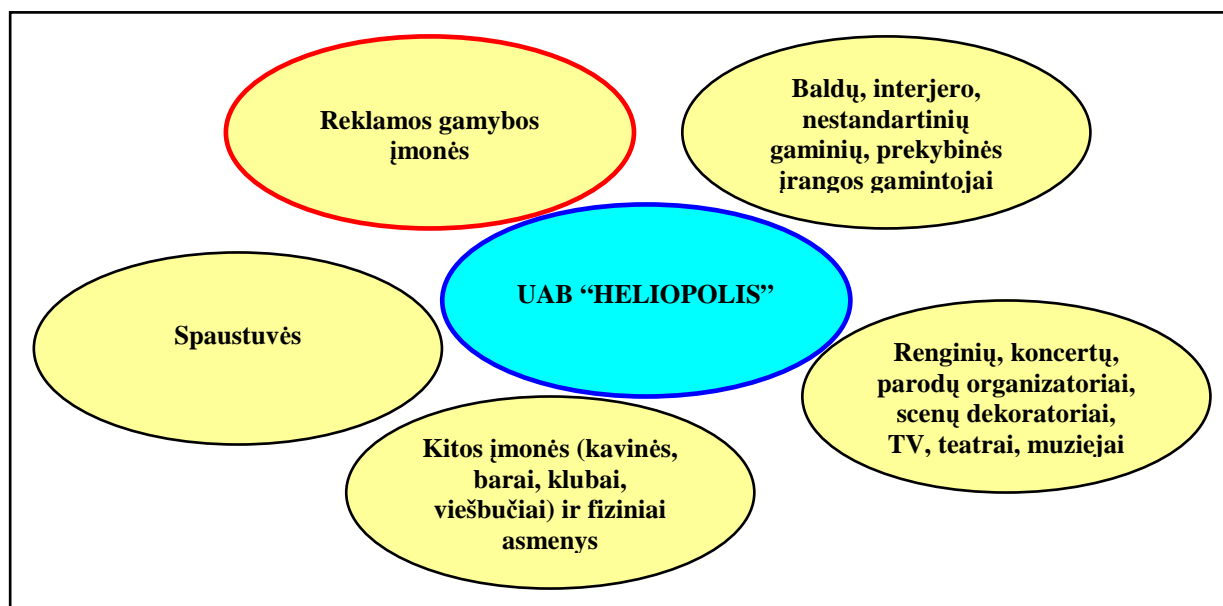 Reklamos gamybos
įmonės
Baldų, interjero,
nestandartinių
gaminių, prekybinės
įrangos gamintojai
UAB “HELIOPOLIS”
Spaustuvės
Renginių, koncertų,
parodų organizatoriai,
scenų dekoratoriai,
TV, teatrai, muziejai
Kitos įmonės (kavinės,
barai, klubai,
viešbučiai) ir fiziniai
asmenys